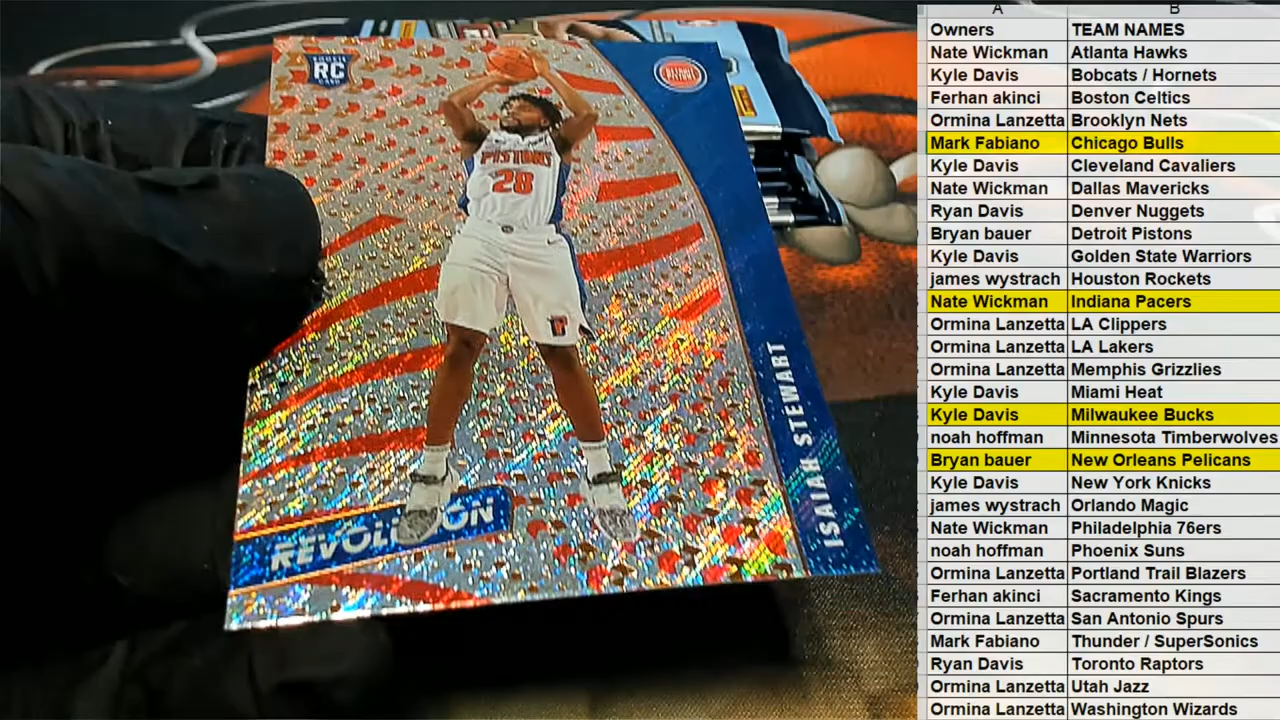 ROOKIE
RC
CARD
DETROIT
PISTONS
28
REVOLUTION
ISAIAH STEWART
A B
Owners TEAM NAMES
Nate Wickman Atlanta Hawks
Kyle Davis Bobcats / Hornets
Ferhan akinci Boston Celtics
Ormina Lanzetta Brooklyn Nets
Mark Fabiano Chicago Bulls
Kyle Davis Cleveland Cavaliers
Nate Wickman Dallas Mavericks
Ryan Davis Denver Nuggets
Bryan bauer Detroit Pistons
Kyle Davis Golden State Warriors
james wystrach Houston Rockets
Nate Wickman Indiana Pacers
Ormina Lanzetta LA Clippers
Ormina Lanzetta LA Lakers
Ormina Lanzetta Memphis Grizzlies
Kyle Davis Miami Heat
Kyle Davis Milwaukee Bucks
noah hoffman Minnesota Timberwolves
Bryan bauer New Orleans Pelicans
Kyle Davis New York Knicks
james wystrach Orlando Magic
Nate Wickman Philadelphia 76ers
noah hoffman Phoenix Suns
Ormina Lanzetta Portland Trail Blazers
Ferhan akinci Sacramento Kings
Ormina Lanzetta San Antonio Spurs
Mark Fabiano Thunder / SuperSonics
Ryan Davis Toronto Raptors
Ormina Lanzetta Utah Jazz
Ormina Lanzetta Washington Wizards